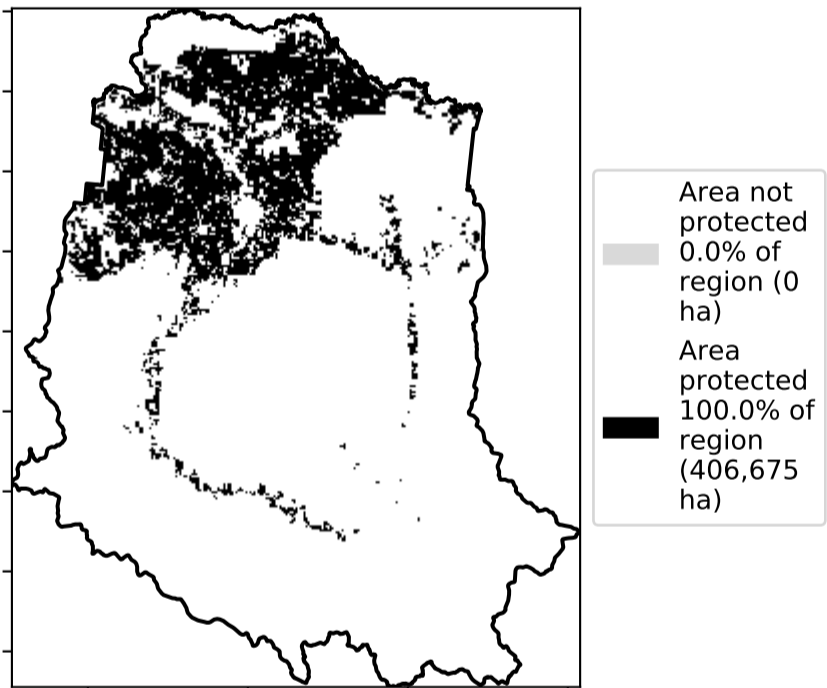 Area not
protected
0.0% of
region (0
ha)
Area
protected
100.0% of
region
(406,675
ha)